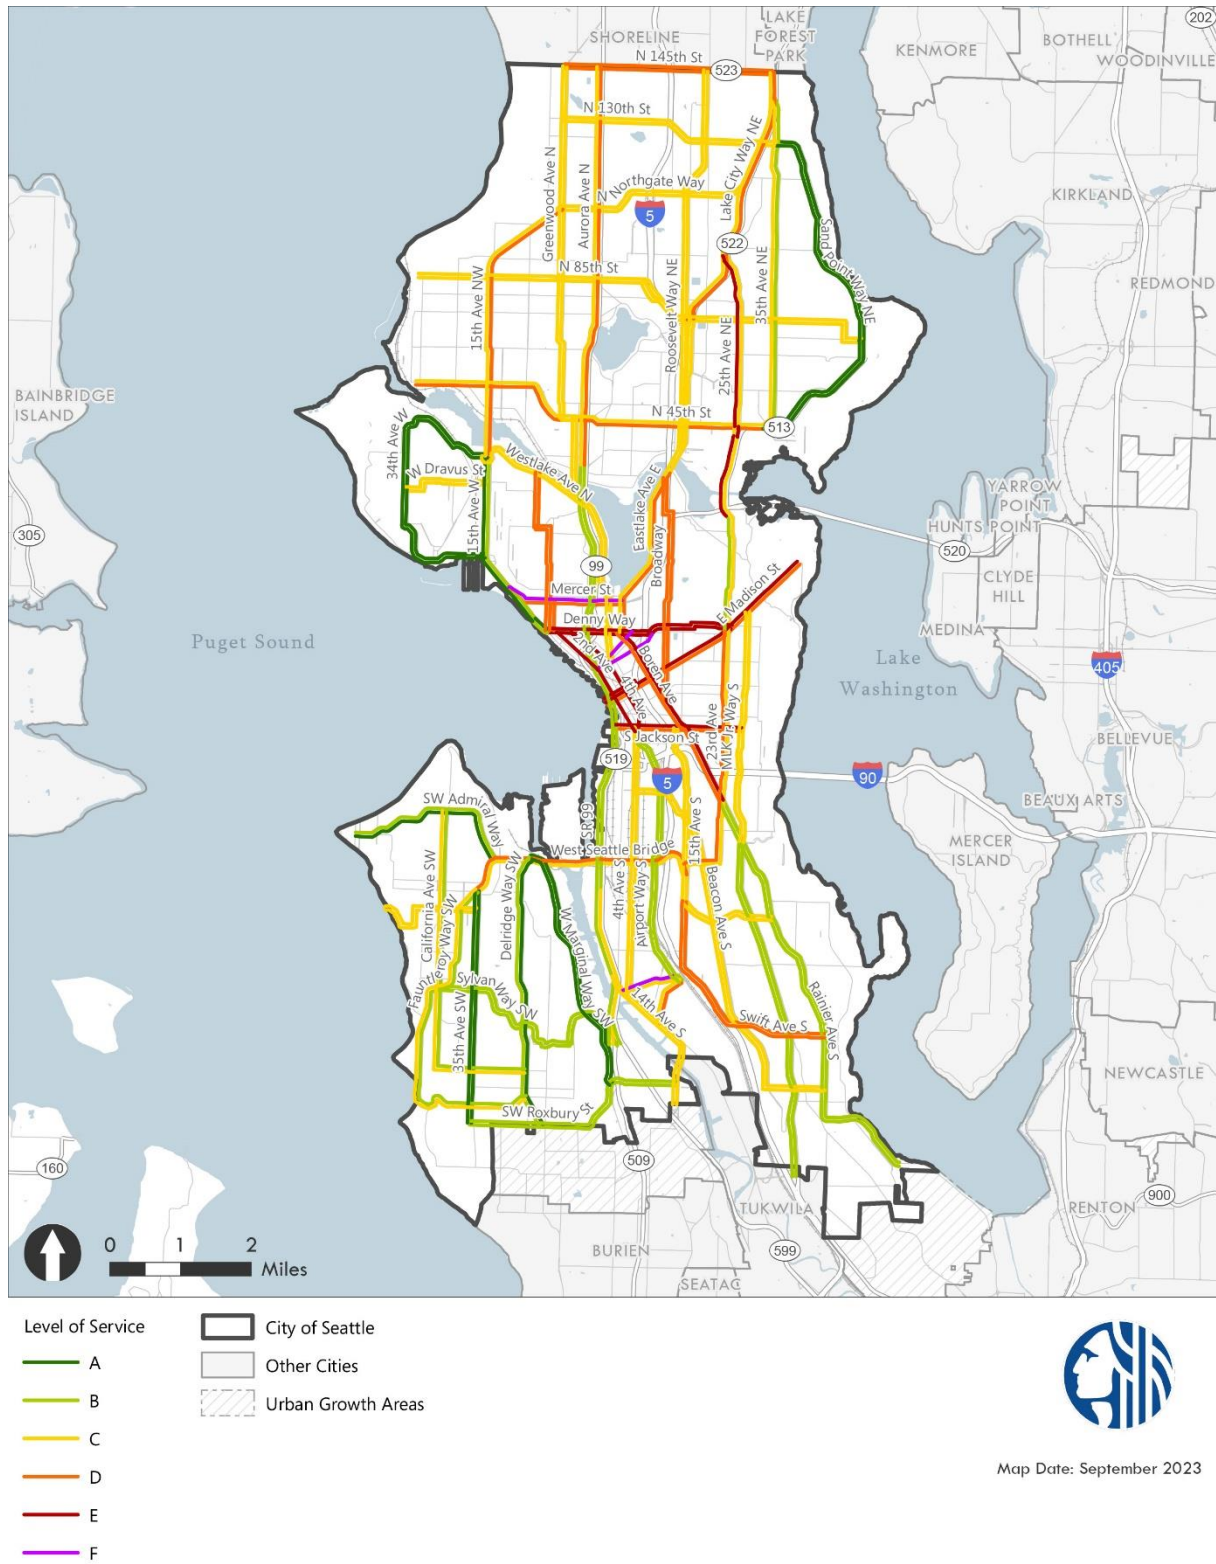 SHORELINE
LAKE
FOREST
PARK
202
KENMORE
BOTHELL
WOODINVILLE
N 145th St
523
N 130th St
Lake City Way NE
Greenwood Ave N
Aurora Ave N
N Northgate Way
5
KIRKLAND
522
Sand Point Way NE
N 85th St
15th Ave NW
Roosevelt Way NE
35th Ave NE
25th Ave NE
REDMOND
BAINBRIDGE
ISLAND
N 45th St
513
34th Ave W
W Dravus St
Westlake Ave N
15th Ave W
Eastlake Ave E
Broadway
YARROW
POINT
HUNTS POINT
305
520
99
CLYDE
HILL
Mercer St
Denny Way
E Madison St
MEDINA
Puget Sound
2nd Ave
4th Ave
Boren Ave
Lake
Washington
405
23rd Ave
MLK Jr Way S
S Jackson St
519
5
90
BELLEVUE
BEAUX ARTS
SW Admiral Way
SR 99
West Seattle Bridge
15th Ave S
MERCER
ISLAND
California Ave SW
Fauntleroy Way SW
Delridge Way SW
W Marginal Way SW
4th Ave S
Airport Way S
Beacon Ave S
Sylvan Way SW
35th Ave SW
14th Ave S
Swift Ave S
Rainier Ave S
NEWCASTLE
SW Roxbury St
160
509
TUKWILA
RENTON
900
BURIEN
599
SEATAC
0 1 2
Miles
Level of Service
A
B
C
D
E
F
City of Seattle
Other Cities
Urban Growth Areas
Map Date: September 2023